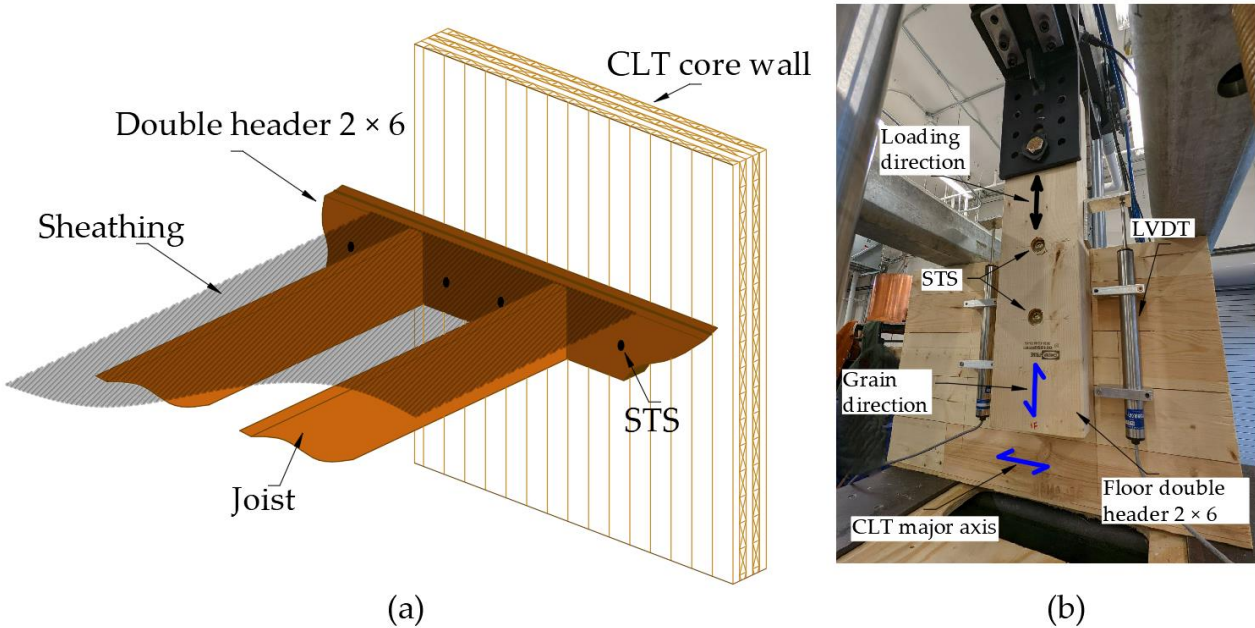 CLT core wall
Double header 2 × 6
Sheathing
STS
Joist
(a)
Loading
direction
LVDT
STS
Grain
direction
CLT major axis
Floor double
header 2 × 6
(b)